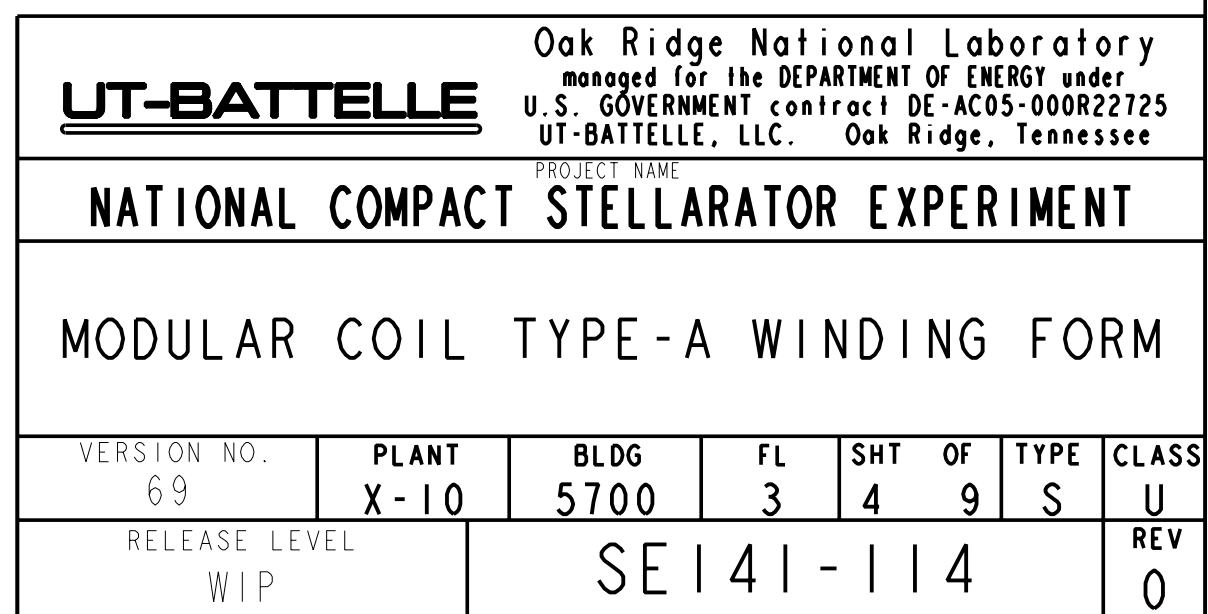 UT-BATTELLE
Oak Ridge National Laboratory
managed for the DEPARTMENT OF ENERGY under
U.S. GOVERNMENT contract DE-AC05-000R22725
UT-BATTELLE, LLC. Oak Ridge, Tennessee
PROJECT NAME
NATIONAL COMPACT STELLARATOR EXPERIMENT
MODULAR COIL TYPE-A WINDING FORM
VERSION NO. PLANT BLDG FL SHT OF TYPE CLASS
69 X-10 5700 3 4 9 S U
RELEASE LEVEL SE141-114 REV
WIP 0